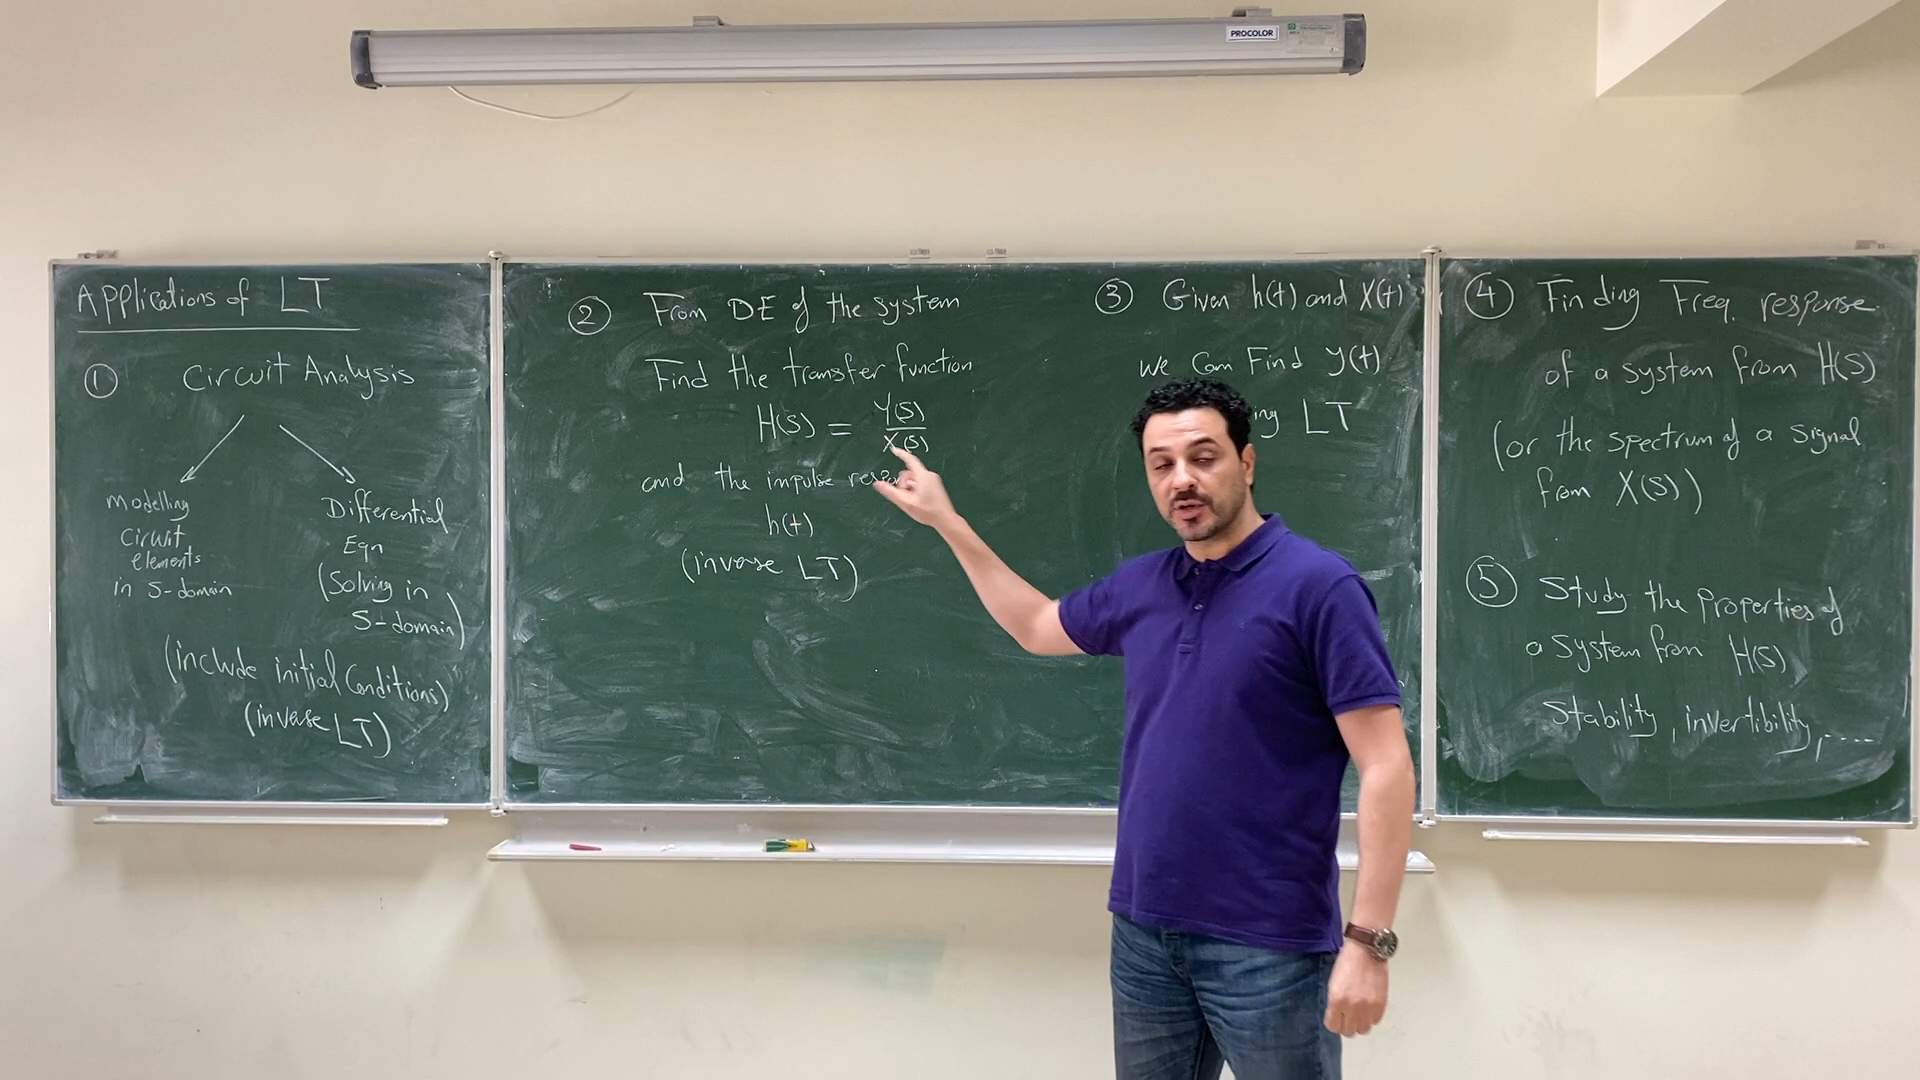 PROCOLOR
Applications of LT
① Circuit Analysis
modelling
circuit
elements
in S-domain
Differential
Eqn
(Solving in
S-domain)
(include initial Conditions)
(inverse LT)
② From DE of the system
Find the transfer function
H(S) = Y(S)/X(S)
and the impulse
h(t)
(inverse LT)
③ Given h(t) and X(t)
we Can Find y(t)
ing LT
④ Finding Freq. response
of a system from H(S)
(or the spectrum of a signal
from X(S))
⑤ Study the properties of
a system from H(S)
Stability, invertibility, ....